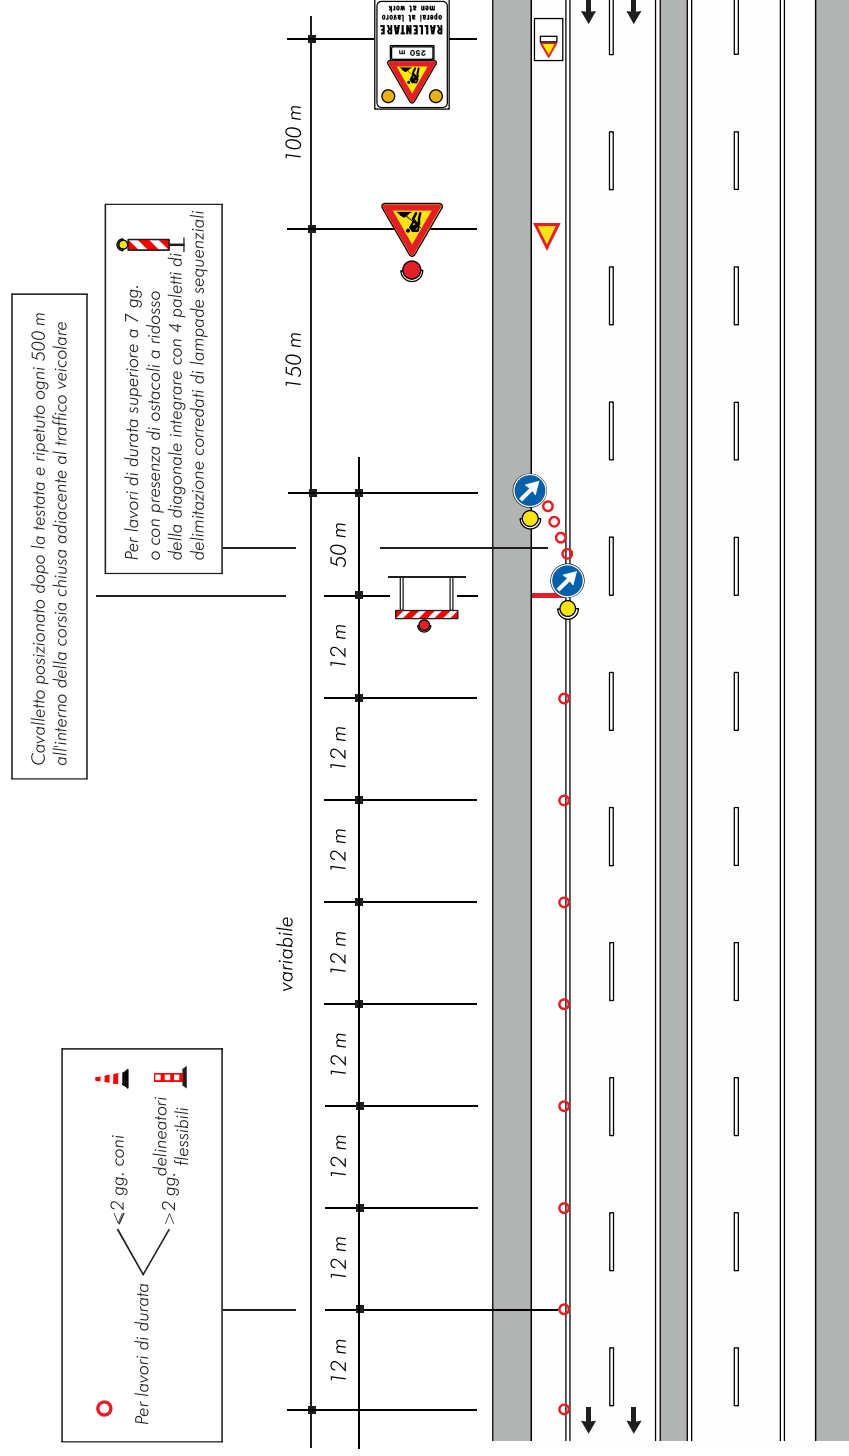 RALLENTARE
operai al lavoro
men at work
250 m
100 m
150 m
Cavalletto posizionato dopo la testata e ripetuto ogni 500 m
all'interno della corsia chiusa adiacente al traffico veicolare
Per lavori di durata superiore a 7 gg.
o con presenza di ostacoli a ridosso
della diagonale integrare con 4 paletti di
delimitazione corredati di lampade sequenziali
50 m
12 m
12 m
12 m
12 m
12 m
12 m
12 m
12 m
variabile
Per lavori di durata
<2 gg. coni
>2 gg. delineatori
flessibili